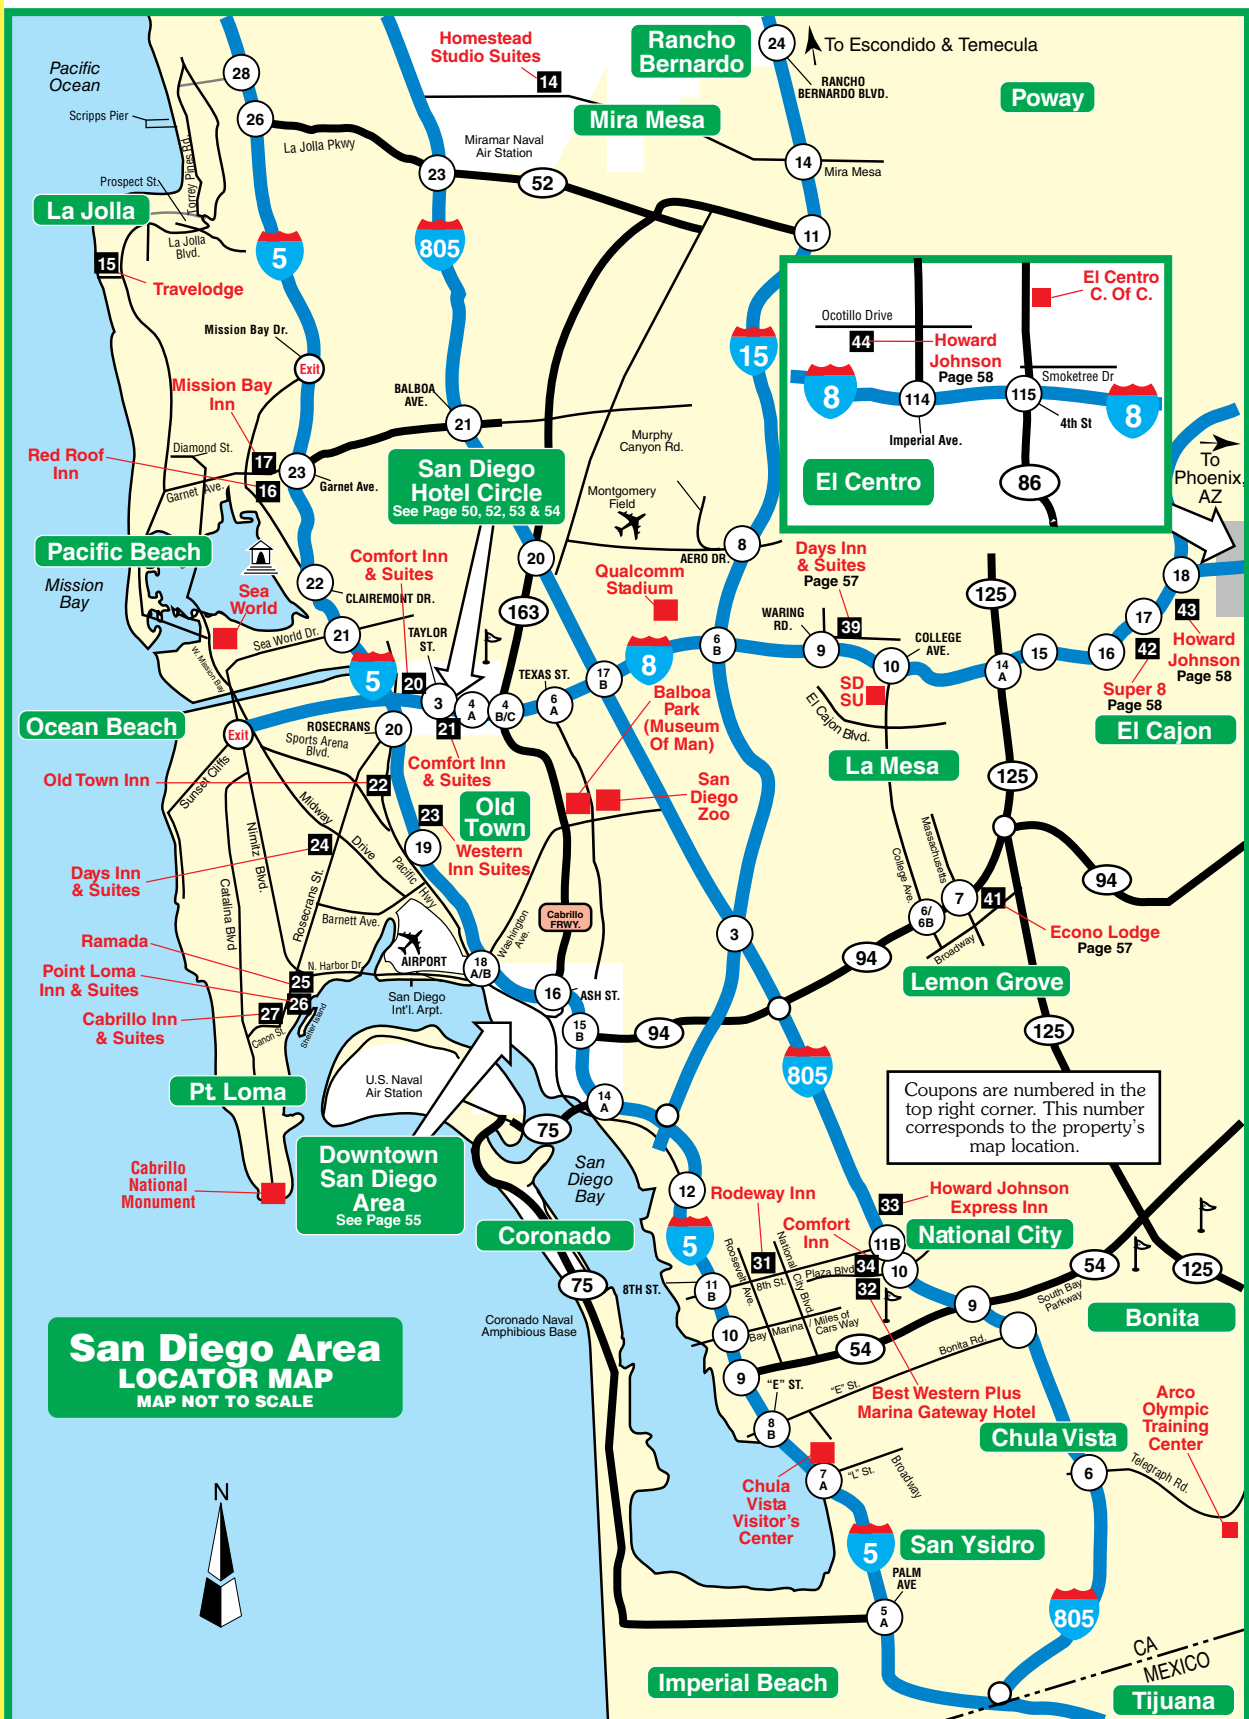 Pacific
Ocean
Scripps Pier
Prospect St.
Torrey Pines Rd.
La Jolla
La Jolla
Blvd.
15
Travelodge
28
26
La Jolla Pkwy
23
52
5
805
Homestead
Studio Suites
14
Mira Mesa
Miramar Naval
Air Station
Rancho
Bernardo
24
To Escondido & Temecula
RANCHO
BERNARDO BLVD.
Poway
14
Mira Mesa
11
15
El Centro
C. Of C.
Ocotillo Drive
44
Howard
Johnson
Page 58
Smoketree Dr
8
114
115
8
4th St
Imperial Ave.
El Centro
86
To
Phoenix,
AZ
Mission Bay Dr.
Exit
Mission Bay
Inn
Red Roof
Inn
Diamond St.
17
16
Garnet Ave.
23
Garnet Ave.
BALBOA
AVE.
21
San Diego
Hotel Circle
See Page 50, 52, 53 & 54
Murphy
Canyon Rd.
Montgomery
Field
AERO DR.
8
20
163
Pacific Beach
Mission
Bay
Sea
World
22
CLAIREMONT DR.
Comfort Inn
& Suites
Sea World Dr.
21
W. Mission Bay
TAYLOR
ST.
5
20
3
4
A
4
B/C
TEXAS ST.
6
A
17
B
8
Qualcomm
Stadium
6
B
Days Inn
& Suites
Page 57
WARING
RD.
39
9
COLLEGE
AVE.
10
SD
SU
El Cajon Blvd.
125
14
A
15
16
17
18
43
Howard
Johnson
Page 58
42
Super 8
Page 58
El Cajon
La Mesa
Ocean Beach
Exit
ROSECRANS
Sports Arena
Blvd.
20
21
Comfort Inn
& Suites
Balboa
Park
(Museum
Of Man)
San
Diego
Zoo
Sunset Cliffs
Old Town Inn
22
23
Old
Town
Western
Inn Suites
19
Midway
Drive
Pacific
Hwy
Nimitz Blvd.
24
Days Inn
& Suites
Catalina Blvd
Rosecrans St.
Barnett Ave.
Washington
Ave.
Cabrillo
FRWY.
125
94
Massachusetts
College Ave.
7
6/
6B
41
Broadway
Econo Lodge
Page 57
Lemon Grove
94
3
125
Ramada
Point Loma
Inn & Suites
Cabrillo Inn
& Suites
25
26
27
N. Harbor Dr.
Canon St.
Shelter Island
AIRPORT
San Diego
Int'l. Arpt.
18
A/B
16
ASH ST.
15
B
94
805
Pt. Loma
U.S. Naval
Air Station
14
A
75
Coupons are numbered in the
top right corner. This number
corresponds to the property's
map location.
Downtown
San Diego
Area
See Page 55
Cabrillo
National
Monument
San
Diego
Bay
12
Coronado
75
Coronado Naval
Amphibious Base
Rodeway Inn
Comfort
Inn
33
Howard Johnson
Express Inn
National City
11B
10
5
Roosevelt Ave.
National City Blvd.
31
34
32
Plaza Blvd.
8th St.
8TH ST.
11
B
10
Bay Marina / Miles of
Cars Way
54
9
9
54
South Bay
Parkway
125
Bonita
Bonita Rd.
"E" ST.
"E" St.
8
B
Best Western Plus
Marina Gateway Hotel
Chula Vista
Arco
Olympic
Training
Center
6
Telegraph Rd.
Chula
Vista
Visitor's
Center
7
A
"L" St.
Broadway
5
San Ysidro
PALM
AVE
5
A
805
CA
MEXICO
Imperial Beach
Tijuana
San Diego Area
LOCATOR MAP
MAP NOT TO SCALE
N